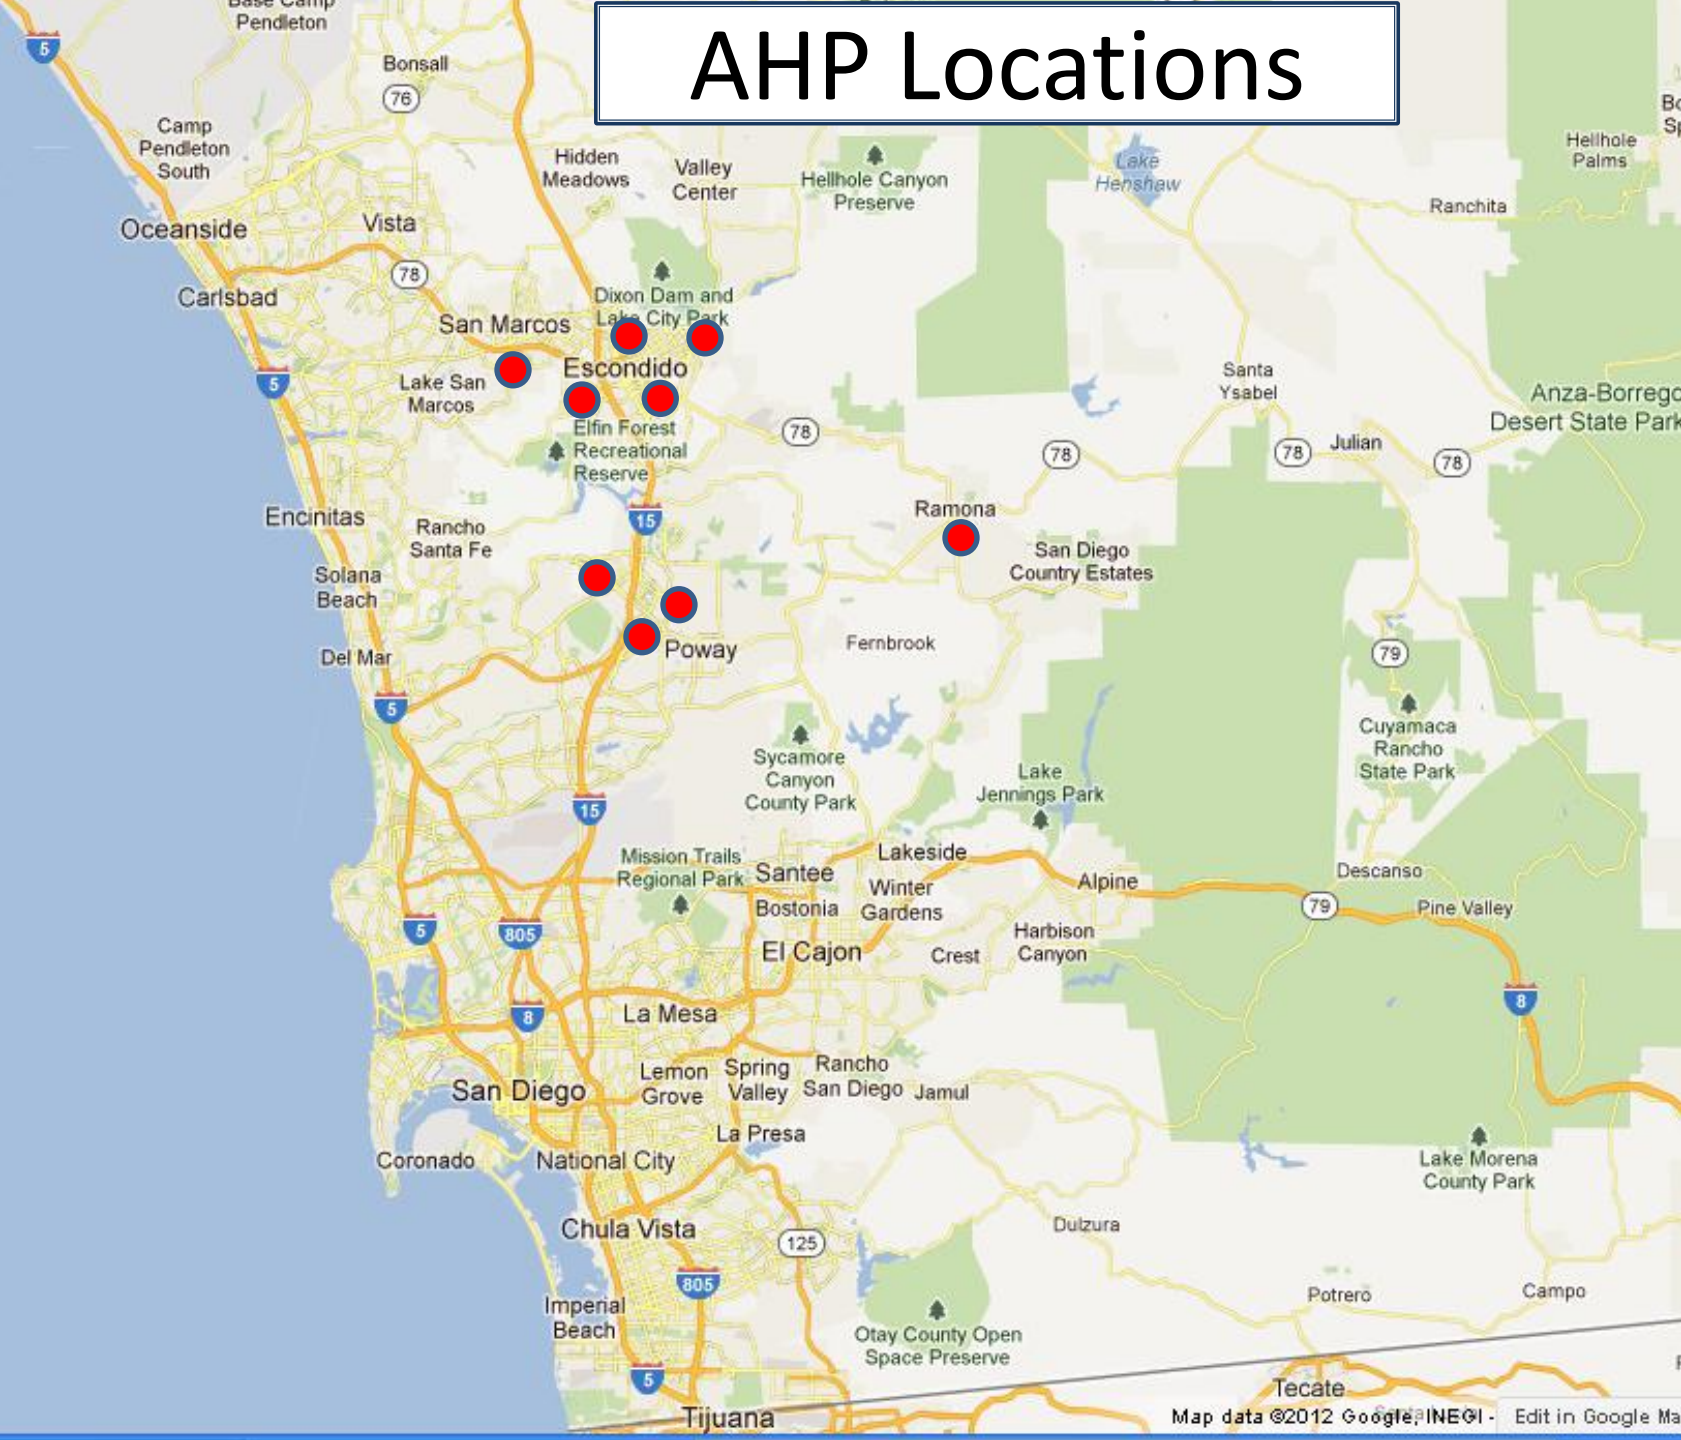 AHP Locations
Base Camp
Pendleton
5
Bonsall
76
Camp
Pendleton
South
Hidden
Meadows
Valley
Center
Hellhole Canyon
Preserve
Lake
Henshaw
Hellhole
Palms
Ranchita
Oceanside
Vista
78
Carlsbad
Dixon Dam and
Lake City Park
San Marcos
Escondido
5
Lake San
Marcos
Santa
Ysabel
Anza-Borrego
Desert State Park
Elfin Forest
Recreational
Reserve
78
78
78
Julian
78
Encinitas
Rancho
Santa Fe
15
Ramona
San Diego
Country Estates
Solana
Beach
Del Mar
Poway
Fernbrook
79
5
Cuyamaca
Rancho
State Park
Sycamore
Canyon
County Park
Lake
Jennings Park
15
Mission Trails
Regional Park
Santee
Lakeside
Winter
Gardens
Alpine
Descanso
79
Pine Valley
Bostonia
5
805
El Cajon
Crest
Harbison
Canyon
8
8
La Mesa
San Diego
Lemon
Grove
Spring
Valley
Rancho
San Diego
Jamul
La Presa
Coronado
National City
Lake Morena
County Park
Chula Vista
125
Dulzura
805
Imperial
Beach
Potrero
Campo
Otay County Open
Space Preserve
5
Tecate
Tijuana
Map data ©2012 Google, INEGI -
Edit in Google Ma